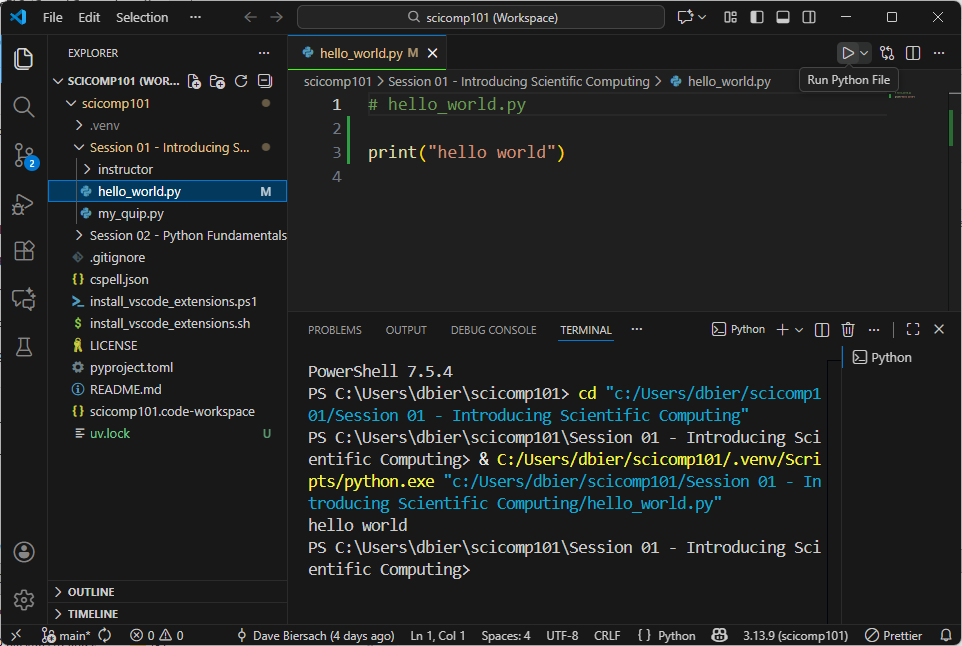 File Edit Selection ··· scicomp101 (Workspace)
EXPLORER ···
SCICOMP101 (WOR...
scicomp101
.venv
Session 01 - Introducing S...
instructor
hello_world.py M
my_quip.py
Session 02 - Python Fundamentals
.gitignore
{} cspell.json
install_vscode_extensions.ps1
$ install_vscode_extensions.sh
LICENSE
pyproject.toml
README.md
{} scicomp101.code-workspace
uv.lock U
OUTLINE
TIMELINE
2
hello_world.py M
scicomp101 > Session 01 - Introducing Scientific Computing > hello_world.py
Run Python File
1 # hello_world.py
2
3 print("hello world")
4
PROBLEMS OUTPUT DEBUG CONSOLE TERMINAL ··· Python
Python
PowerShell 7.5.4
PS C:\Users\dbier\scicomp101> cd "c:/Users/dbier/scicomp1
01/Session 01 - Introducing Scientific Computing"
PS C:\Users\dbier\scicomp101\Session 01 - Introducing Sci
entific Computing> & C:/Users/dbier/scicomp101/.venv/Scri
pts/python.exe "c:/Users/dbier/scicomp101/Session 01 - In
troducing Scientific Computing/hello_world.py"
hello world
PS C:\Users\dbier\scicomp101\Session 01 - Introducing Sci
entific Computing>
main* 0 0 Dave Biersach (4 days ago) Ln 1, Col 1 Spaces: 4 UTF-8 CRLF {} Python 3.13.9 (scicomp101) Prettier